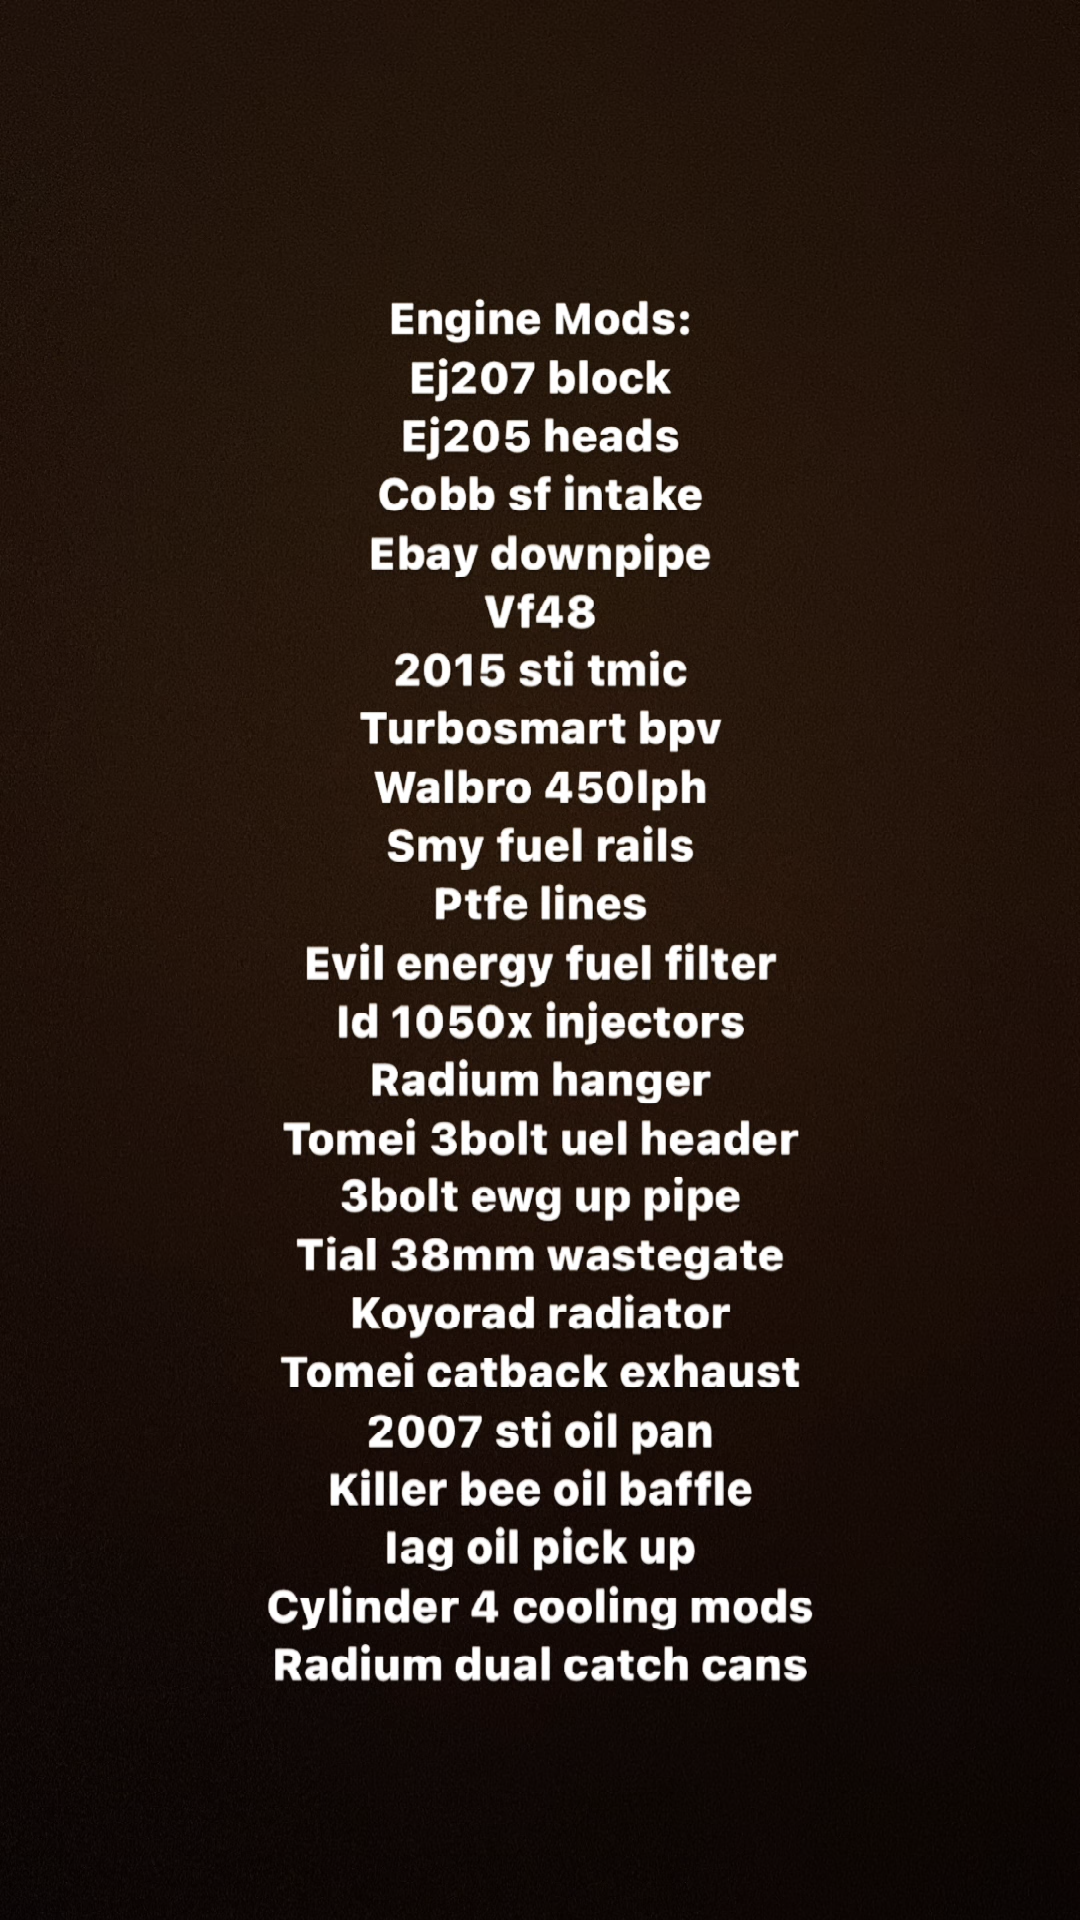 Engine Mods:
Ej207 block
Ej205 heads
Cobb sf intake
Ebay downpipe
Vf48
2015 sti tmic
Turbosmart bpv
Walbro 450lph
Smy fuel rails
Ptfe lines
Evil energy fuel filter
Id 1050x injectors
Radium hanger
Tomei 3bolt uel header
3bolt ewg up pipe
Tial 38mm wastegate
Koyorad radiator
Tomei catback exhaust
2007 sti oil pan
Killer bee oil baffle
Iag oil pick up
Cylinder 4 cooling mods
Radium dual catch cans